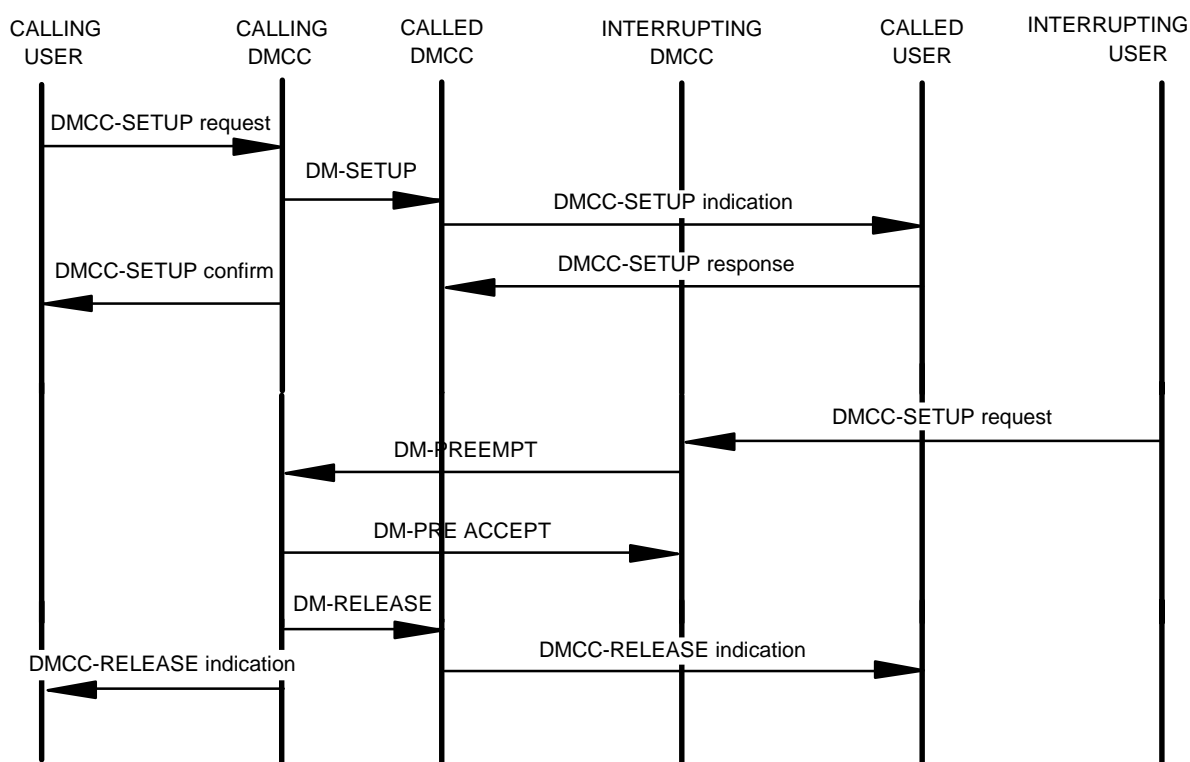 CALLING
USER
CALLING
DMCC
CALLED
DMCC
INTERRUPTING
DMCC
CALLED
USER
INTERRUPTING
USER
DMCC-SETUP request
DM-SETUP
DMCC-SETUP indication
DMCC-SETUP response
DMCC-SETUP confirm
DMCC-SETUP request
DM-PREEMPT
DM-PRE ACCEPT
DM-RELEASE
DMCC-RELEASE indication
DMCC-RELEASE indication